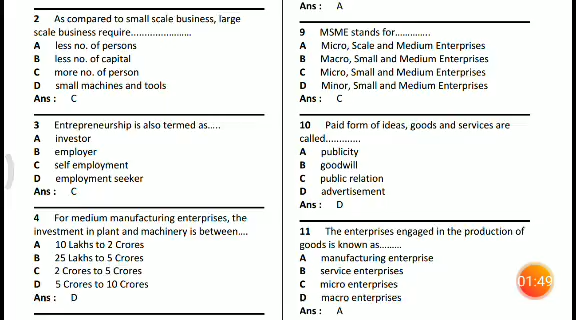 2 As compared to small scale business, large
scale business require......................
A less no. of persons
B less no. of capital
C more no. of person
D small machines and tools
Ans : C
3 Entrepreneurship is also termed as.....
A investor
B employer
C self employment
D employment seeker
Ans : C
4 For medium manufacturing enterprises, the
investment in plant and machinery is between....
A 10 Lakhs to 2 Crores
B 25 Lakhs to 5 Crores
C 2 Crores to 5 Crores
D 5 Crores to 10 Crores
Ans : D
Ans : A
9 MSME stands for.............
A Micro, Scale and Medium Enterprises
B Macro, Small and Medium Enterprises
C Micro, Small and Medium Enterprises
D Minor, Small and Medium Enterprises
Ans : C
10 Paid form of ideas, goods and services are
called.............
A publicity
B goodwill
C public relation
D advertisement
Ans : D
11 The enterprises engaged in the production of
goods is known as.........
A manufacturing enterprise
B service enterprises
C micro enterprises
D macro enterprises
Ans : A
01:49